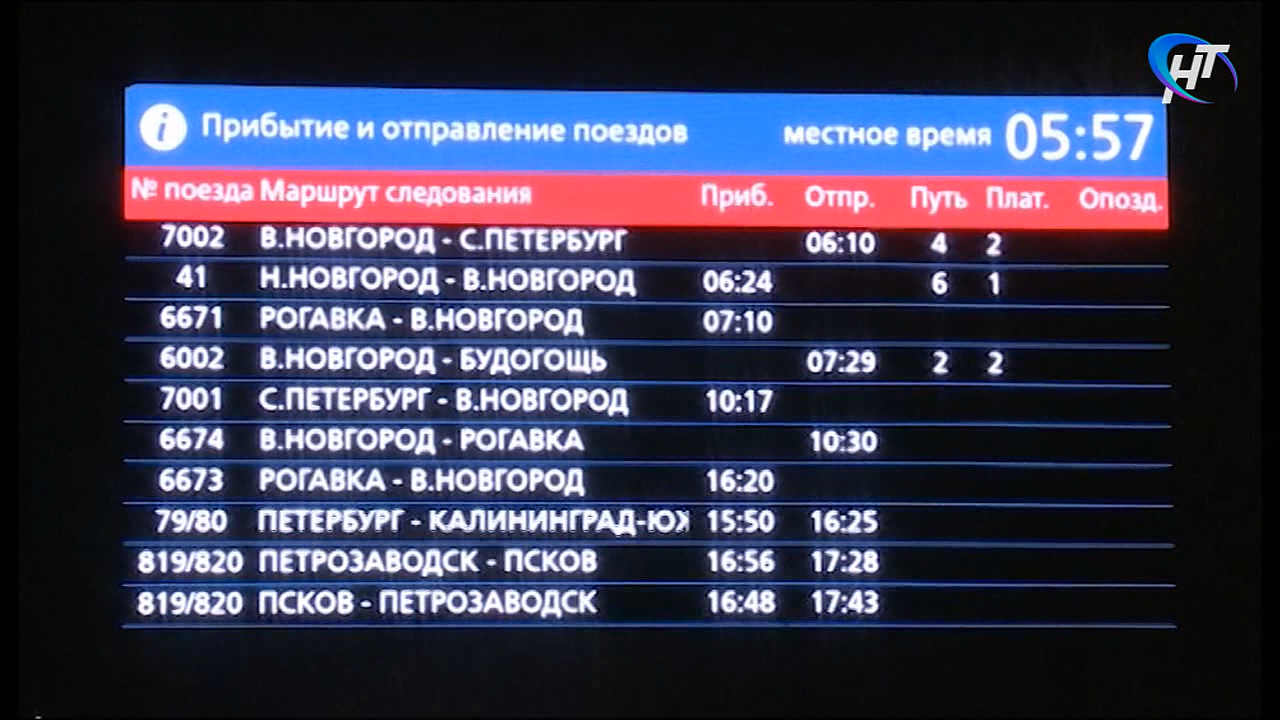 НТ
i Прибытие и отправление поездов местное время 05:57
№ поезда Маршрут следования Приб. Отпр. Путь Плат. Опозд.
7002 В.НОВГОРОД - С.ПЕТЕРБУРГ 06:10 4 2
41 Н.НОВГОРОД - В.НОВГОРОД 06:24 6 1
6671 РОГАВКА - В.НОВГОРОД 07:10
6002 В.НОВГОРОД - БУДОГОЩЬ 07:29 2 2
7001 С.ПЕТЕРБУРГ - В.НОВГОРОД 10:17
6674 В.НОВГОРОД - РОГАВКА 10:30
6673 РОГАВКА - В.НОВГОРОД 16:20
79/80 ПЕТЕРБУРГ - КАЛИНИНГРАД-ЮЖ 15:50 16:25
819/820 ПЕТРОЗАВОДСК - ПСКОВ 16:56 17:28
819/820 ПСКОВ - ПЕТРОЗАВОДСК 16:48 17:43